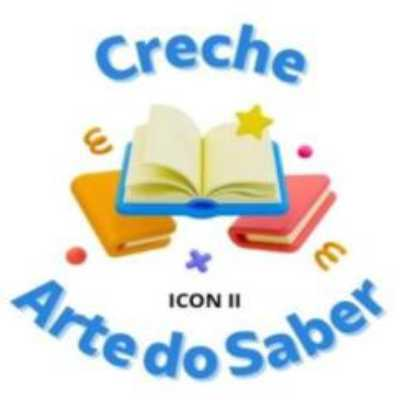 Creche
ICON II
Arte do Saber